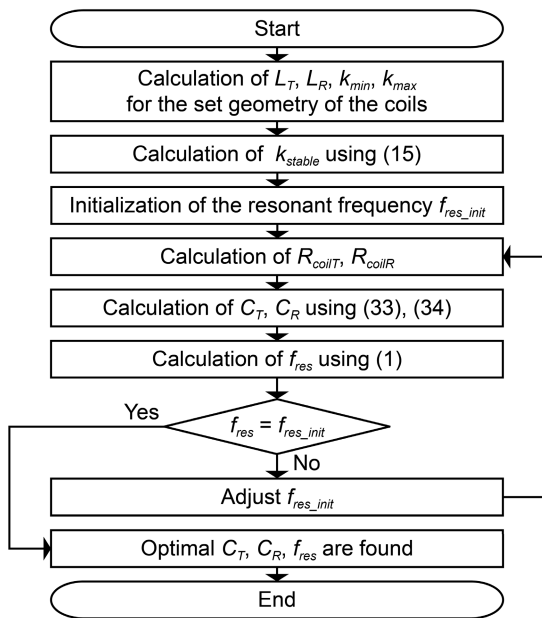 Start
Calculation of L_T, L_R, k_min, k_max
for the set geometry of the coils
Calculation of k_stable using (15)
Initialization of the resonant frequency f_res_init
Calculation of R_coilT, R_coilR
Calculation of C_T, C_R using (33), (34)
Calculation of f_res using (1)
Yes
f_res = f_res_init
No
Adjust f_res_init
Optimal C_T, C_R, f_res are found
End